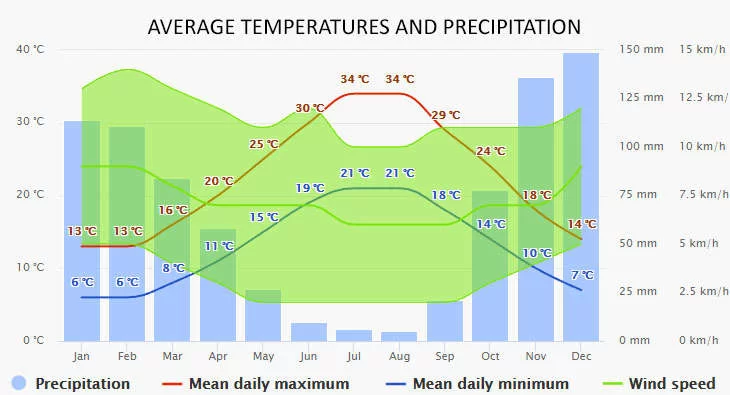 AVERAGE TEMPERATURES AND PRECIPITATION
40 °C 150 mm 15 km/h
34 °C 34 °C
125 mm 12.5 km/h
30 °C 30 °C 29 °C
25 °C 24 °C 100 mm 10 km/h
20 °C 21 °C 21 °C
20 °C 16 °C 19 °C 18 °C 18 °C 75 mm 7.5 km/h
13 °C 13 °C 15 °C 14 °C 14 °C
11 °C 50 mm 5 km/h
10 °C 8 °C 10 °C
6 °C 6 °C 7 °C 25 mm 2.5 km/h
0 °C 0 mm 0 km/h
Jan Feb Mar Apr May Jun Jul Aug Sep Oct Nov Dec
Precipitation Mean daily maximum Mean daily minimum Wind speed